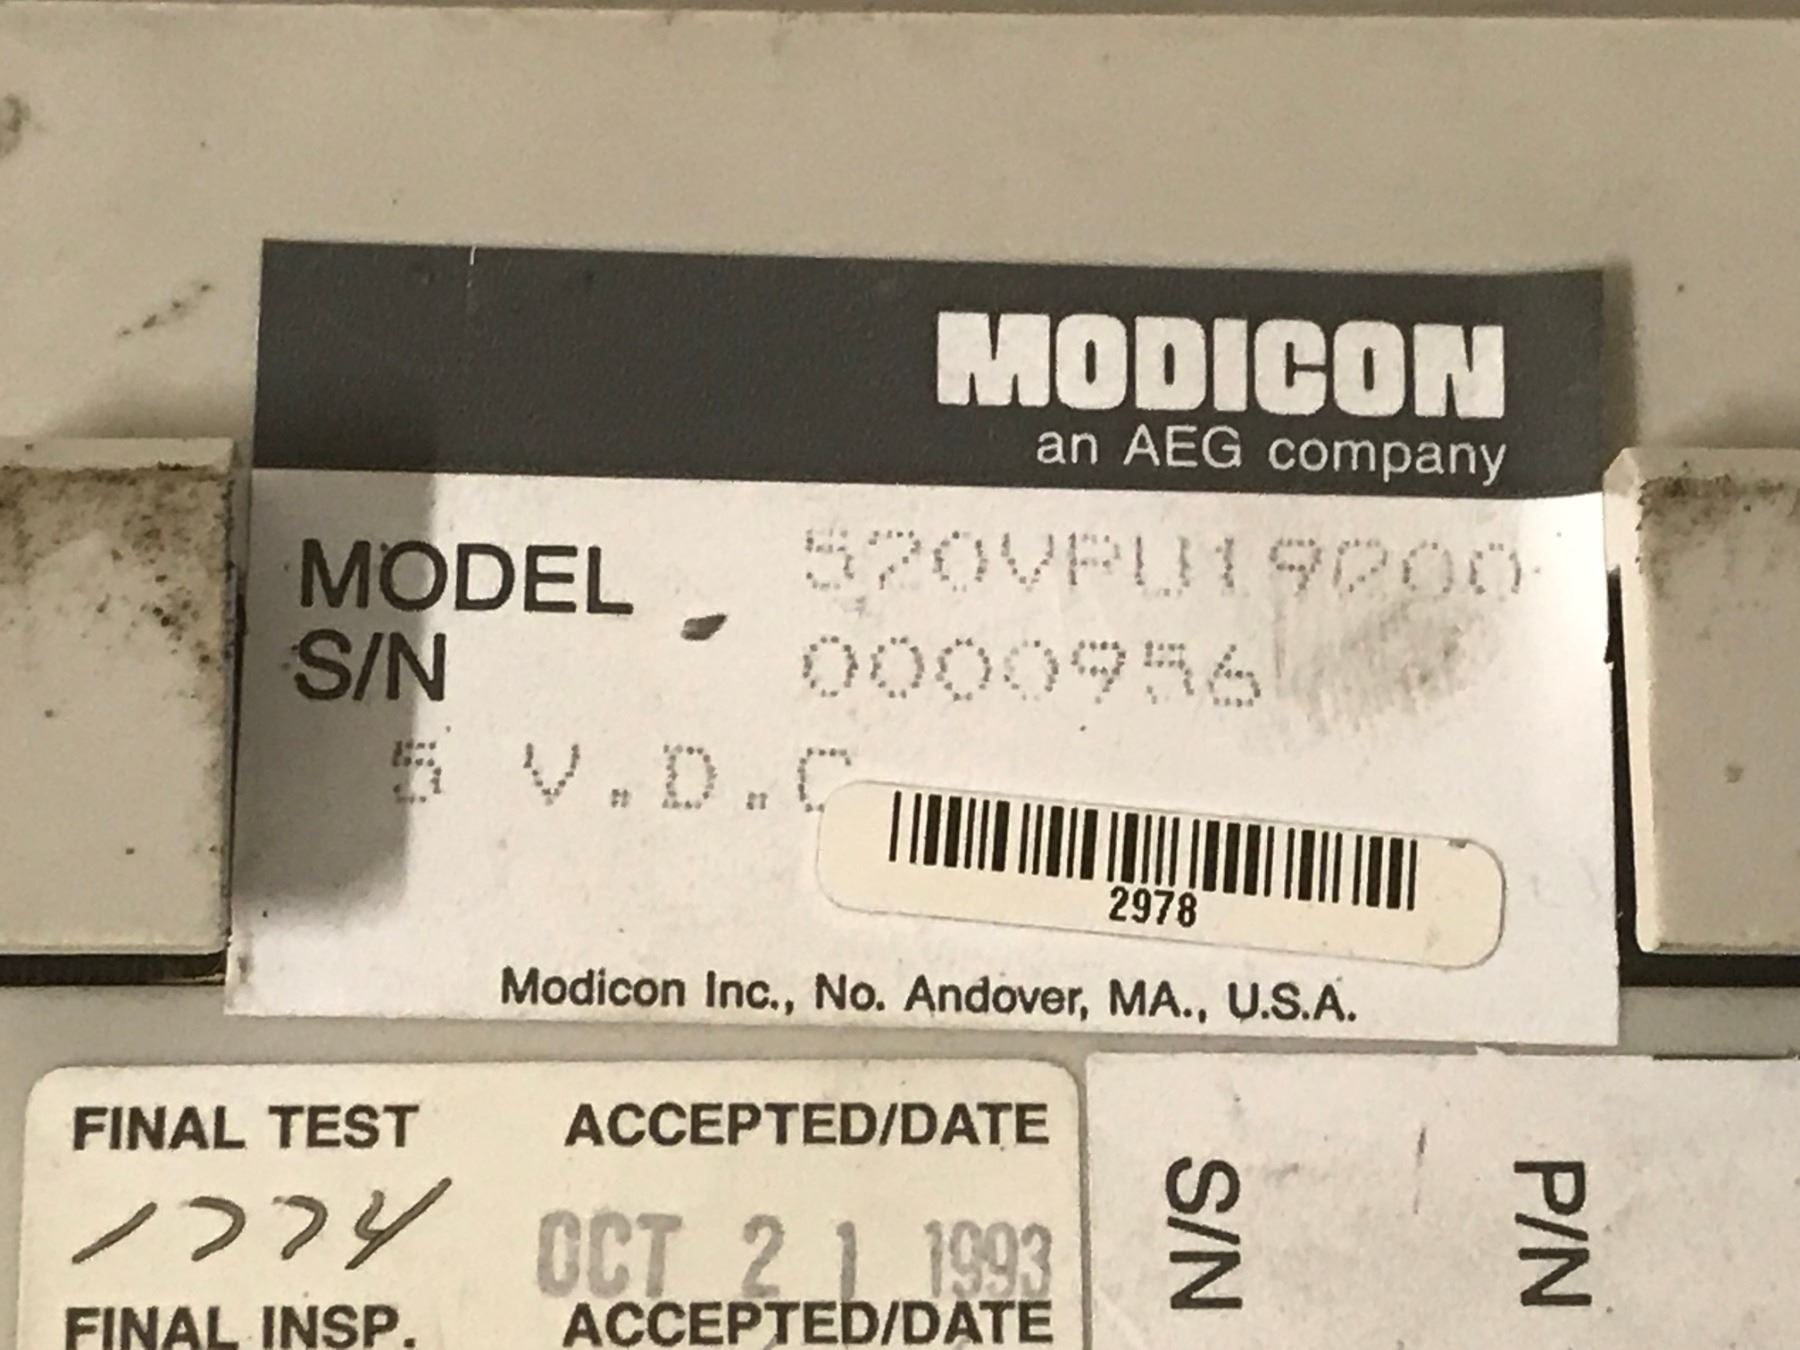 MODICON
an AEG company
MODEL 520VPU19200
S/N 0000956
5 V.D.C
2978
Modicon Inc., No. Andover, MA., U.S.A.
FINAL TEST ACCEPTED/DATE
1774 OCT 21 1993
FINAL INSP. ACCEPTED/DATE
S/N
P/N